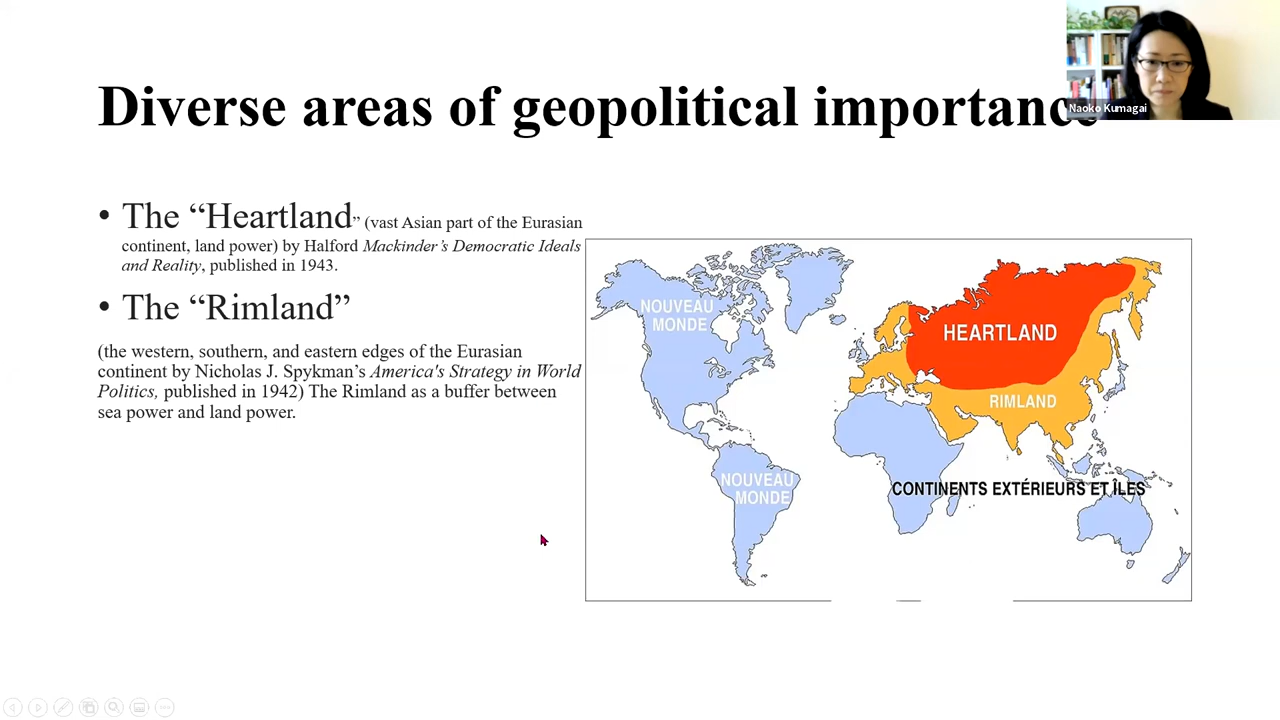 Diverse areas of geopolitical importance
Naoko Kumagai
• The “Heartland” (vast Asian part of the Eurasian
continent, land power) by Halford Mackinder’s Democratic Ideals
and Reality, published in 1943.
• The “Rimland”
(the western, southern, and eastern edges of the Eurasian
continent by Nicholas J. Spykman’s America's Strategy in World
Politics, published in 1942) The Rimland as a buffer between
sea power and land power.
NOUVEAU
MONDE
HEARTLAND
RIMLAND
NOUVEAU
MONDE
CONTINENTS EXTÉRIEURS ET ÎLES